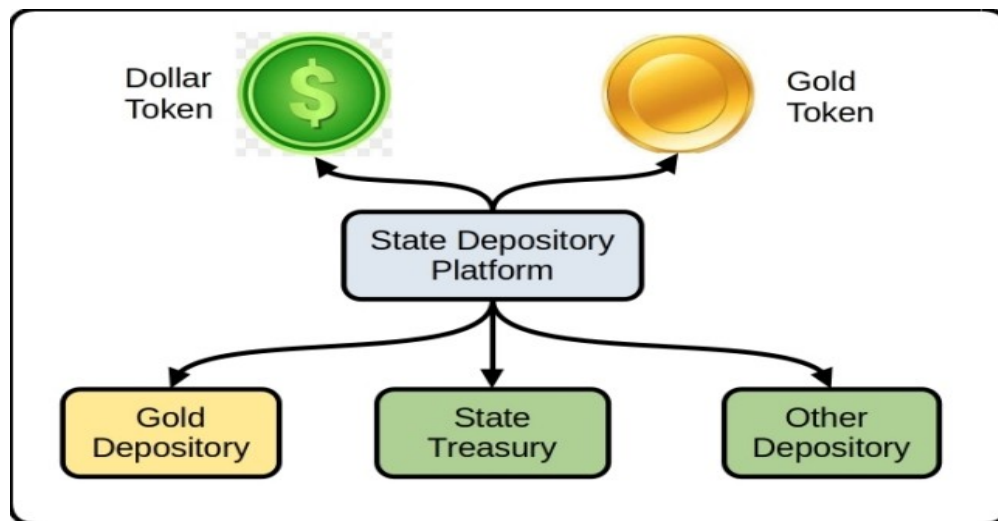 Dollar
Token
$
Gold
Token
State Depository
Platform
Gold
Depository
State
Treasury
Other
Depository